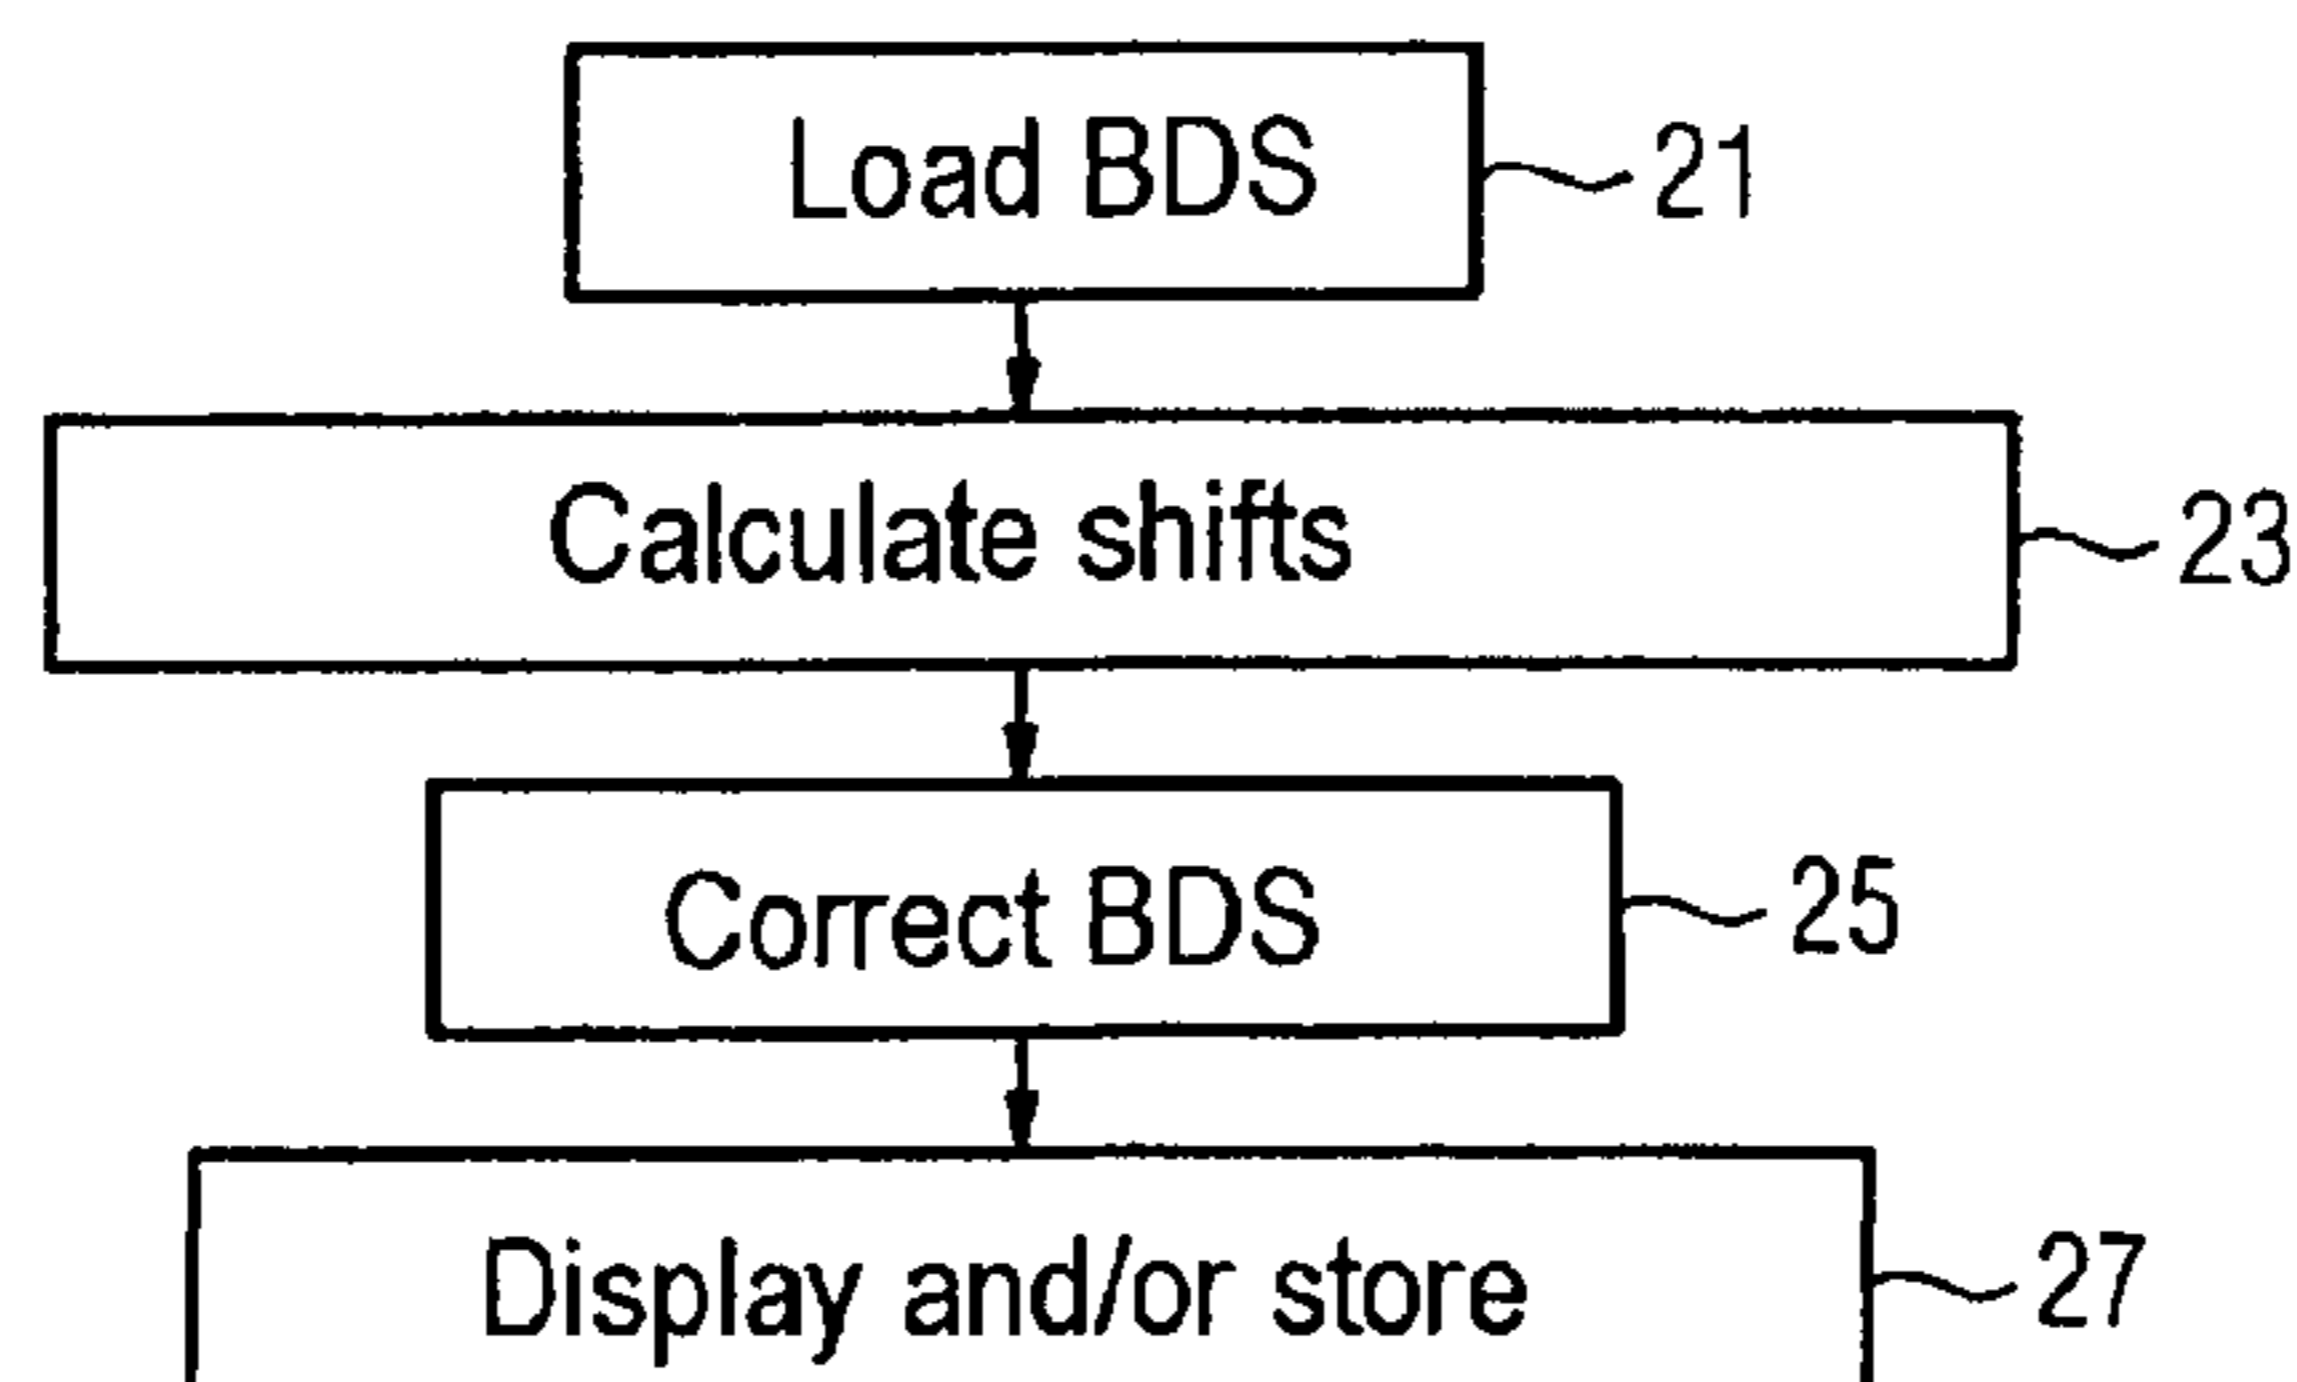 Load BDS 21
Calculate shifts 23
Correct BDS 25
Display and/or store 27